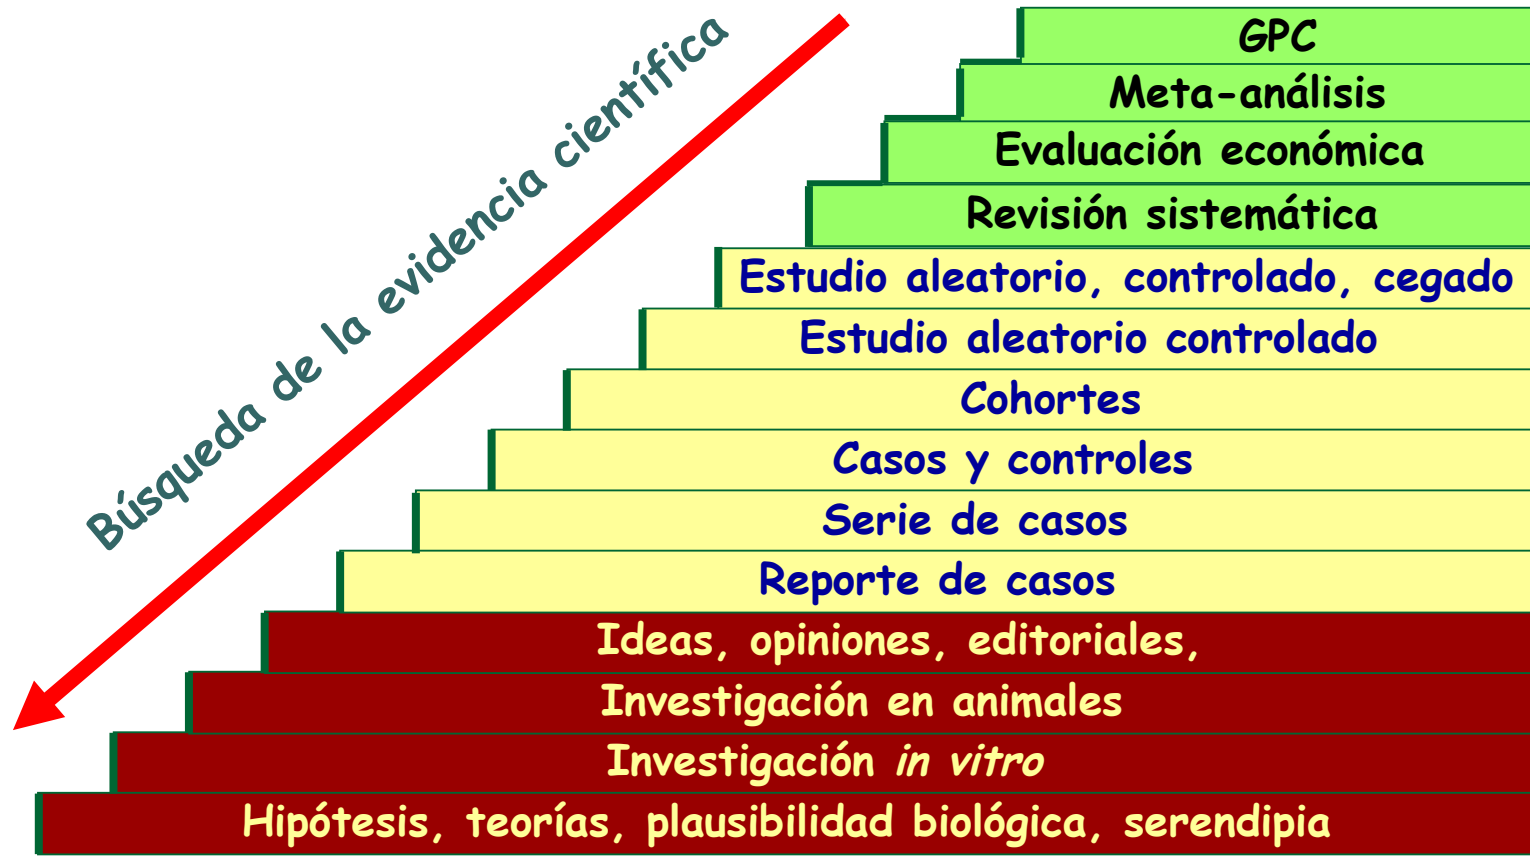 Búsqueda de la evidencia científica
GPC
Meta-análisis
Evaluación económica
Revisión sistemática
Estudio aleatorio, controlado, cegado
Estudio aleatorio controlado
Cohortes
Casos y controles
Serie de casos
Reporte de casos
Ideas, opiniones, editoriales,
Investigación en animales
Investigación in vitro
Hipótesis, teorías, plausibilidad biológica, serendipia